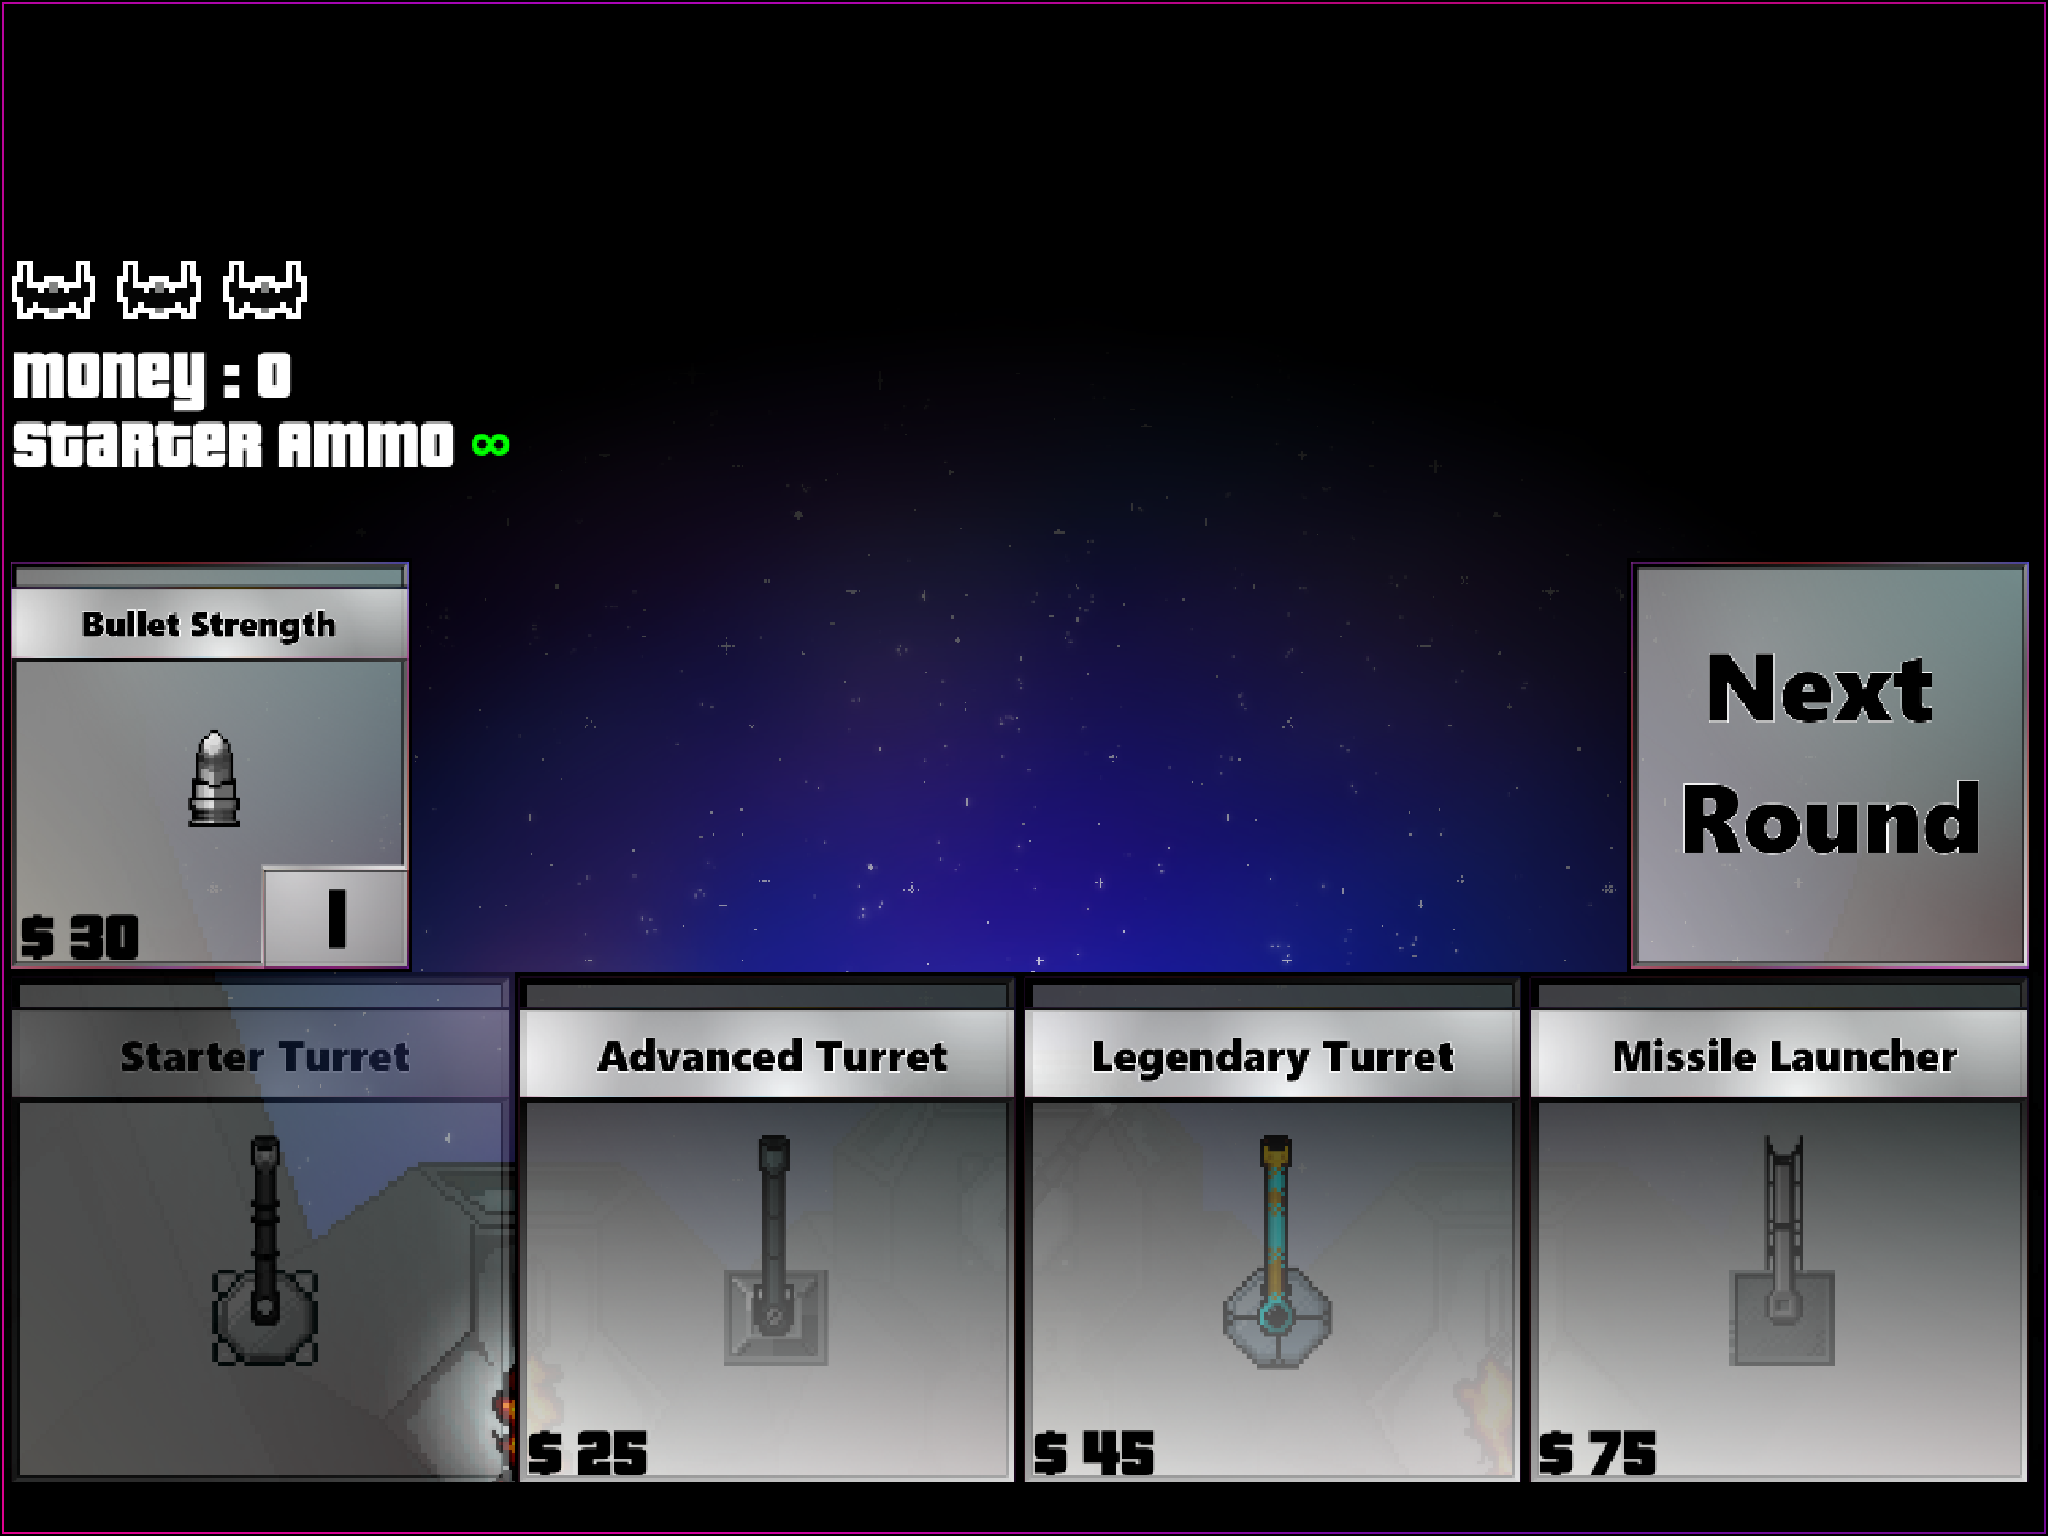 money : 0
STARTER AMMO ∞
Bullet Strength
$ 30
I
Next
Round
Starter Turret
Advanced Turret
Legendary Turret
Missile Launcher
$ 25
$ 45
$ 75